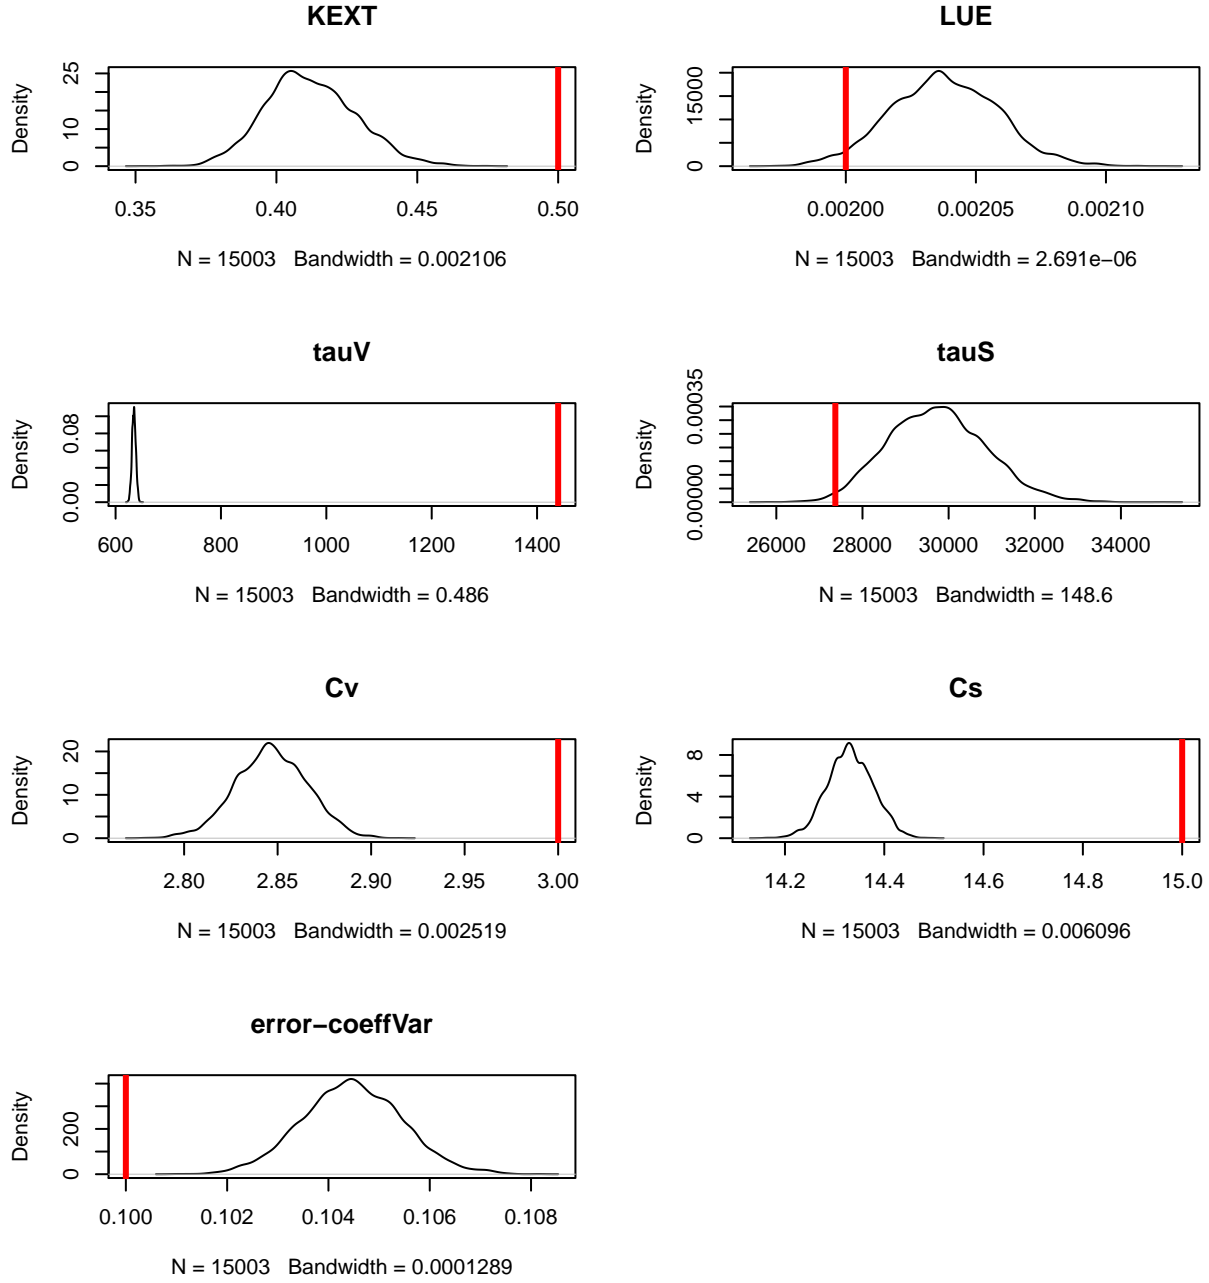 KEXT
Density
0 10 25
0.35 0.40 0.45 0.50
N = 15003 Bandwidth = 0.002106
LUE
Density
0 15000
0.00200 0.00205 0.00210
N = 15003 Bandwidth = 2.691e−06
tauV
Density
0.00 0.08
600 800 1000 1200 1400
N = 15003 Bandwidth = 0.486
tauS
Density
0.00000 0.00035
26000 28000 30000 32000 34000
N = 15003 Bandwidth = 148.6
Cv
Density
0 10 20
2.80 2.85 2.90 2.95 3.00
N = 15003 Bandwidth = 0.002519
Cs
Density
0 4 8
14.2 14.4 14.6 14.8 15.0
N = 15003 Bandwidth = 0.006096
error−coeffVar
Density
0 200
0.100 0.102 0.104 0.106 0.108
N = 15003 Bandwidth = 0.0001289